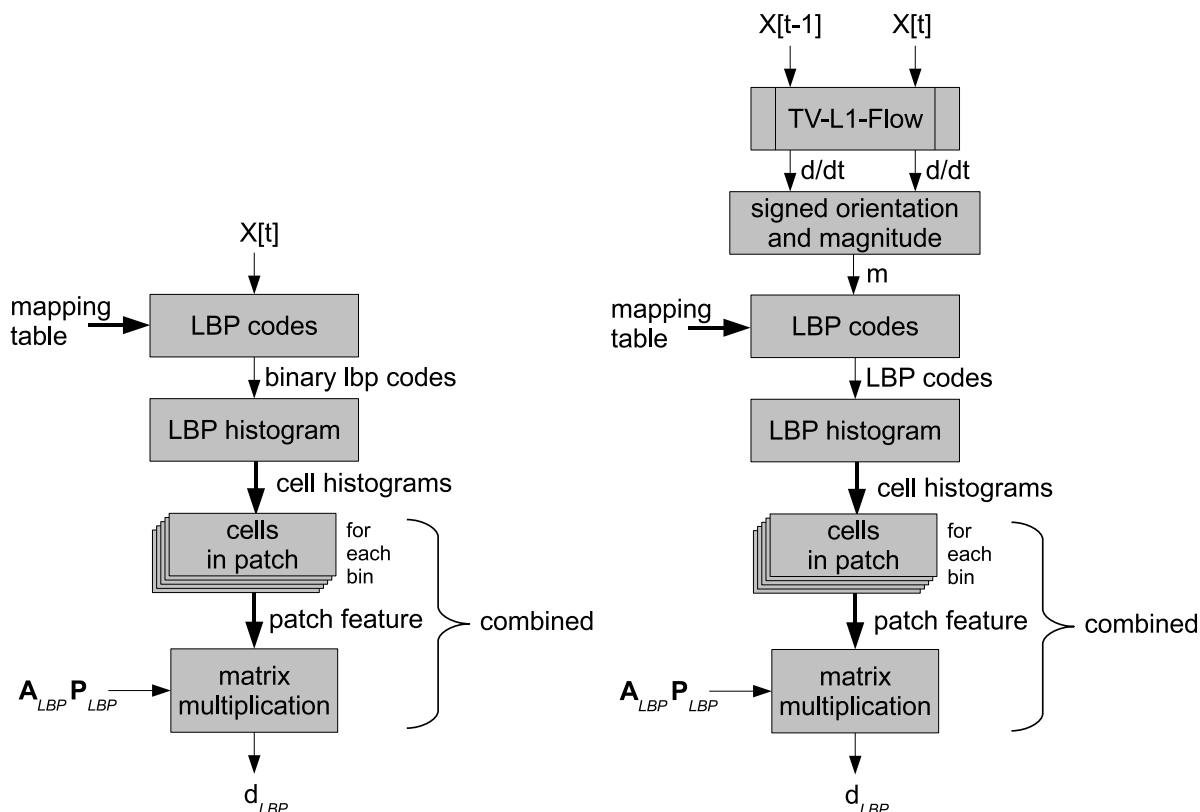 X[t]
mapping
table
LBP codes
binary lbp codes
LBP histogram
cell histograms
cells
in patch
for
each
bin
patch feature
combined
matrix
multiplication
A_LBP P_LBP
d_LBP
X[t-1]
X[t]
TV-L1-Flow
d/dt
d/dt
signed orientation
and magnitude
m
mapping
table
LBP codes
LBP codes
LBP histogram
cell histograms
cells
in patch
for
each
bin
patch feature
combined
matrix
multiplication
A_LBP P_LBP
d_LBP